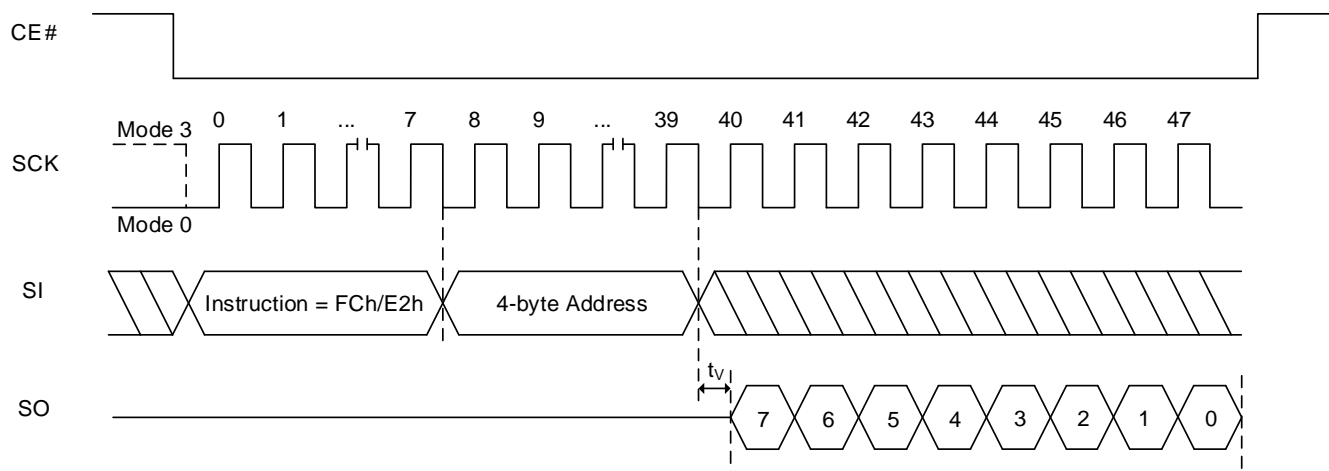 CE#
0 1 ... 7 8 9 ... 39 40 41 42 43 44 45 46 47
Mode 3
SCK
Mode 0
SI
Instruction = FCh/E2h
4-byte Address
tV
SO
7 6 5 4 3 2 1 0